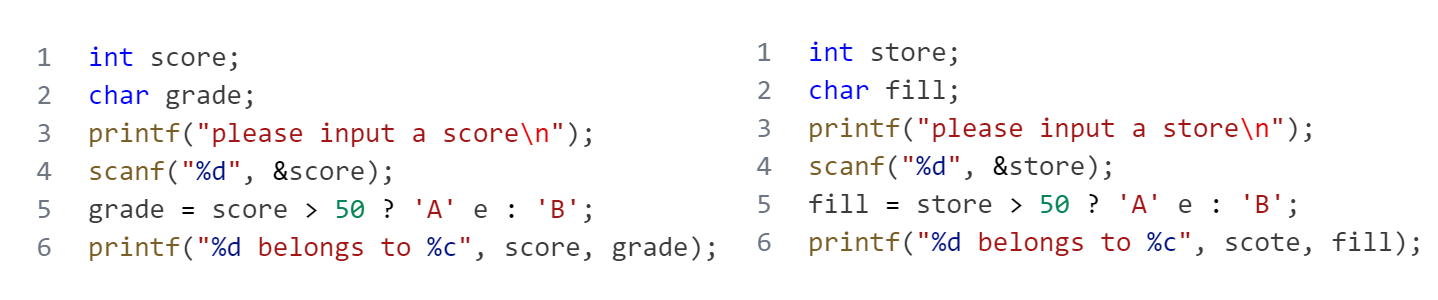 1 int score;
2 char grade;
3 printf("please input a score\n");
4 scanf("%d", &score);
5 grade = score > 50 ? 'A' e : 'B';
6 printf("%d belongs to %c", score, grade);
1 int store;
2 char fill;
3 printf("please input a store\n");
4 scanf("%d", &store);
5 fill = store > 50 ? 'A' e : 'B';
6 printf("%d belongs to %c", scote, fill);